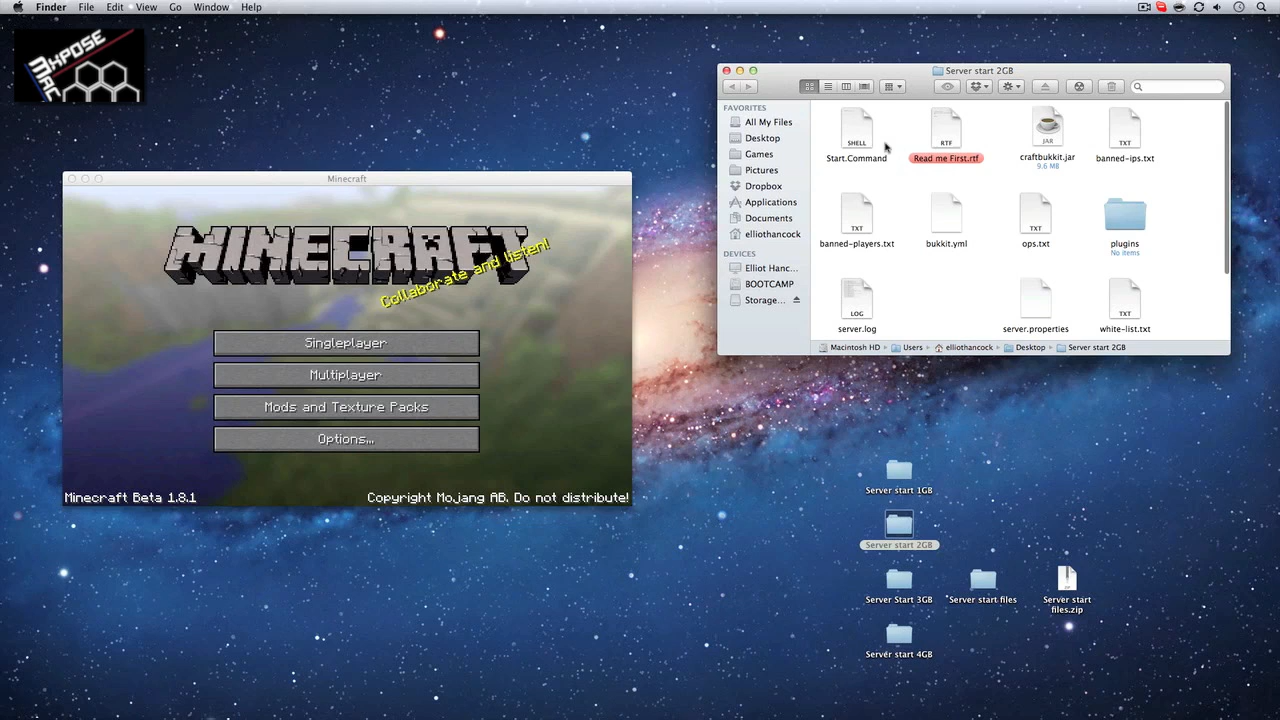 Finder File Edit View Go Window Help
3XPOSE
MAC
Server start 2GB
FAVORITES
All My Files
Desktop
Games
Pictures
Dropbox
Applications
Documents
elliothancock
DEVICES
Elliot Hanc...
BOOTCAMP
Storage...
SHELL
Start.Command
RTF
Read me First.rtf
JAR
craftbukkit.jar
9.6 MB
TXT
banned-ips.txt
TXT
banned-players.txt
bukkit.yml
TXT
ops.txt
plugins
No items
LOG
server.log
server.properties
TXT
white-list.txt
Macintosh HD Users elliothancock Desktop Server start 2GB
Minecraft
MINECRAFT
Collaborate and listen!
Singleplayer
Multiplayer
Mods and Texture Packs
Options...
Minecraft Beta 1.8.1
Copyright Mojang AB. Do not distribute!
Server start 1GB
Server start 2GB
Server Start 3GB
Server start files
Server start
files.zip
Server start 4GB